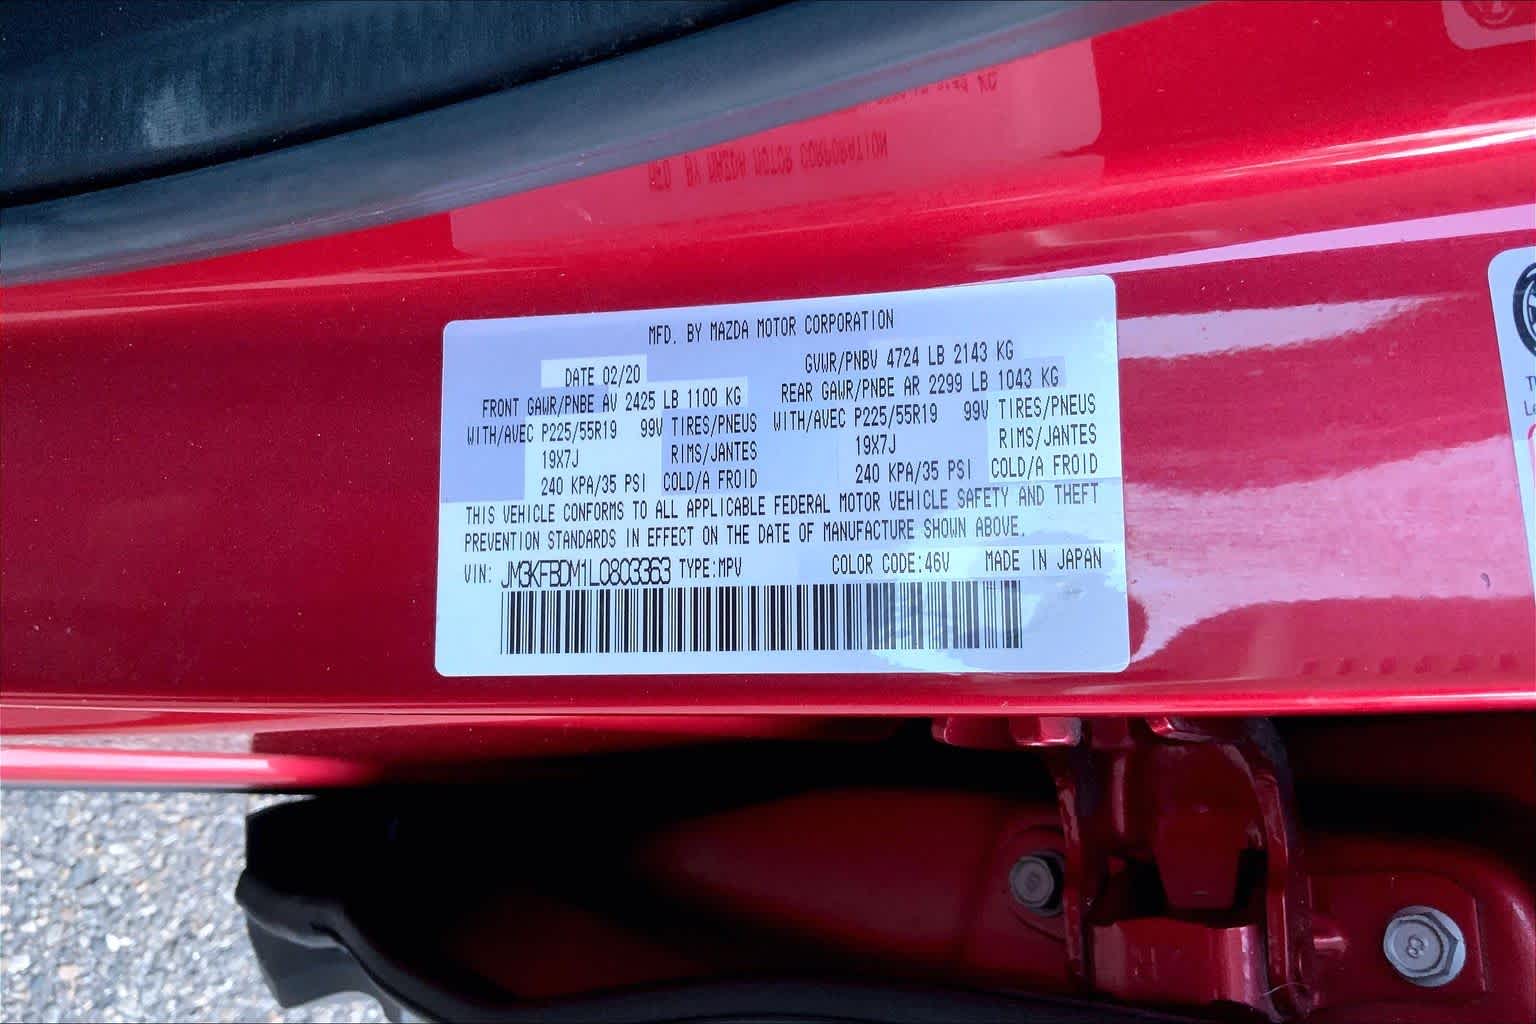 MFD. BY MAZDA MOTOR CORPORATION
DATE 02/20
GVWR/PNBV 4724 LB 2143 KG
FRONT GAWR/PNBE AV 2425 LB 1100 KG
REAR GAWR/PNBE AR 2299 LB 1043 KG
WITH/AVEC P225/55R19 99V TIRES/PNEUS WITH/AVEC P225/55R19 99V TIRES/PNEUS
19X7J RIMS/JANTES 19X7J RIMS/JANTES
240 KPA/35 PSI COLD/A FROID 240 KPA/35 PSI COLD/A FROID
THIS VEHICLE CONFORMS TO ALL APPLICABLE FEDERAL MOTOR VEHICLE SAFETY AND THEFT
PREVENTION STANDARDS IN EFFECT ON THE DATE OF MANUFACTURE SHOWN ABOVE.
VIN: JM3KFBDM1L0803363 TYPE:MPV COLOR CODE:46V MADE IN JAPAN
8